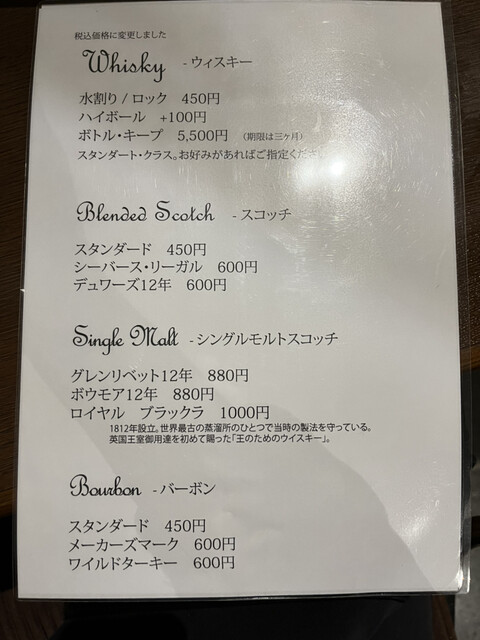 税込価格に変更しました
Whisky - ウィスキー
水割り / ロック 450円
ハイボール +100円
ボトル・キープ 5,500円 （期限は三ヶ月）
スタンダート・クラス。お好みがあればご指定ください
Blended Scotch - スコッチ
スタンダード 450円
シーバース・リーガル 600円
デュワーズ12年 600円
Single Malt - シングルモルトスコッチ
グレンリベット12年 880円
ボウモア12年 880円
ロイヤル ブラックラ 1000円
1812年設立。世界最古の蒸溜所のひとつで当時の製法を守っている。
英国王室御用達を初めて賜った「王のためのウイスキー」。
Bourbon - バーボン
スタンダード 450円
メーカーズマーク 600円
ワイルドターキー 600円